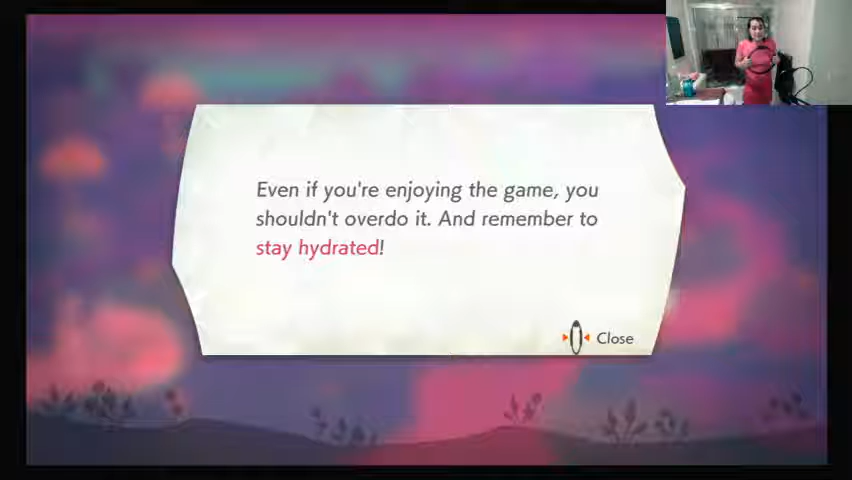 Even if you're enjoying the game, you
shouldn't overdo it. And remember to
stay hydrated!
Close